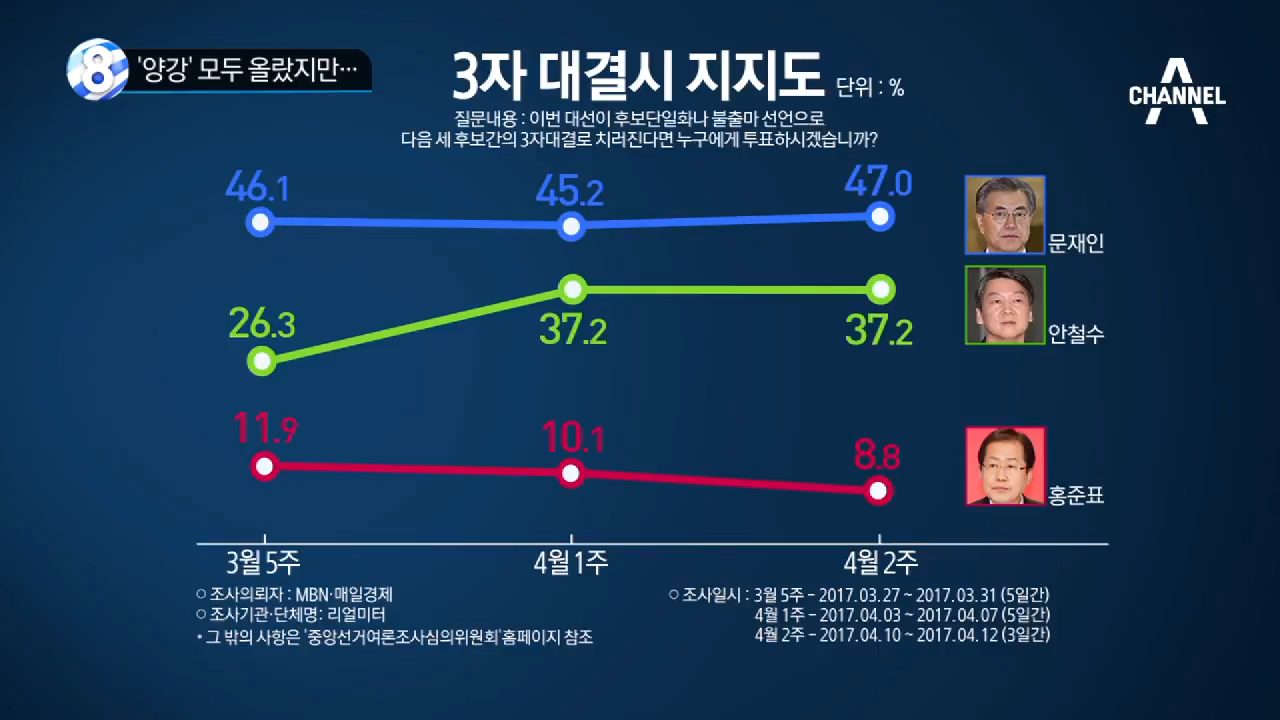 8 '양강' 모두 올랐지만…
3자 대결시 지지도 단위 : %
CHANNEL A
질문내용 : 이번 대선이 후보단일화나 불출마 선언으로
다음 세 후보간의 3자대결로 치러진다면 누구에게 투표하시겠습니까?
46.1 45.2 47.0
문재인
26.3 37.2 37.2
안철수
11.9 10.1 8.8
홍준표
3월 5주 4월 1주 4월 2주
○ 조사의뢰자 : MBN·매일경제
○ 조사기관·단체명 : 리얼미터
* 그 밖의 사항은 '중앙선거여론조사심의위원회'홈페이지 참조
○ 조사일시 : 3월 5주 - 2017.03.27 ~ 2017.03.31 (5일간)
4월 1주 - 2017.04.03 ~ 2017.04.07 (5일간)
4월 2주 - 2017.04.10 ~ 2017.04.12 (3일간)